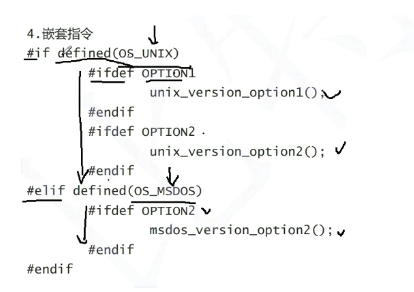 4.嵌套指令
#if defined(OS_UNIX)
#ifdef OPTION1
unix_version_option1();
#endif
#ifdef OPTION2
unix_version_option2();
#endif
#elif defined(OS_MSDOS)
#ifdef OPTION2
msdos_version_option2();
#endif
#endif